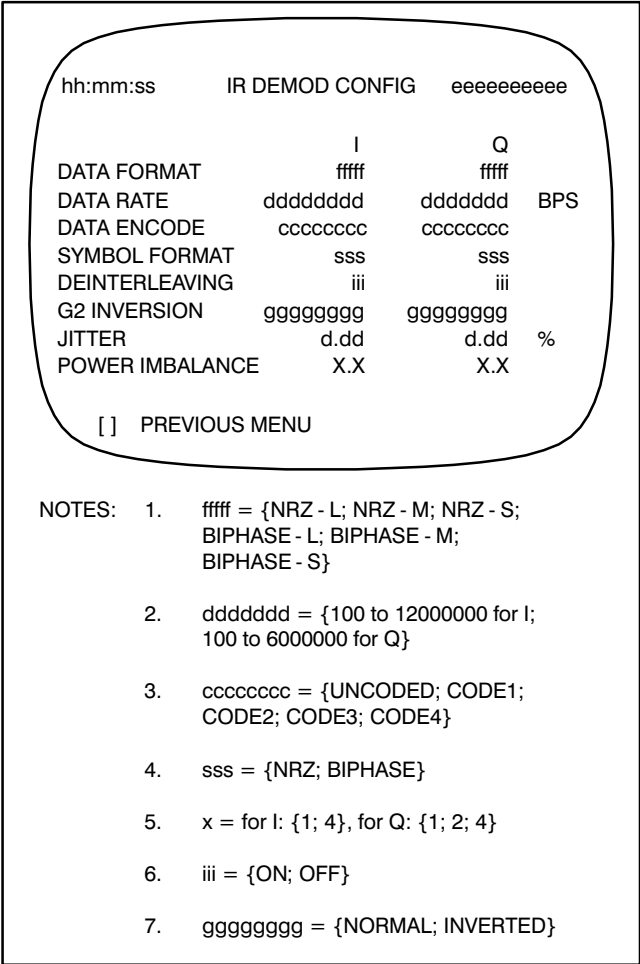 hh:mm:ss IR DEMOD CONFIG eeeeeeeeee
I Q
DATA FORMAT fffff fffff
DATA RATE dddddddd ddddddd BPS
DATA ENCODE cccccccc cccccccc
SYMBOL FORMAT sss sss
DEINTERLEAVING iii iii
G2 INVERSION gggggggg gggggggg
JITTER d.dd d.dd %
POWER IMBALANCE X.X X.X
[ ] PREVIOUS MENU
NOTES: 1. fffff = {NRZ - L; NRZ - M; NRZ - S;
BIPHASE - L; BIPHASE - M;
BIPHASE - S}
2. ddddddd = {100 to 12000000 for I;
100 to 6000000 for Q}
3. cccccccc = {UNCODED; CODE1;
CODE2; CODE3; CODE4}
4. sss = {NRZ; BIPHASE}
5. x = for I: {1; 4}, for Q: {1; 2; 4}
6. iii = {ON; OFF}
7. gggggggg = {NORMAL; INVERTED}